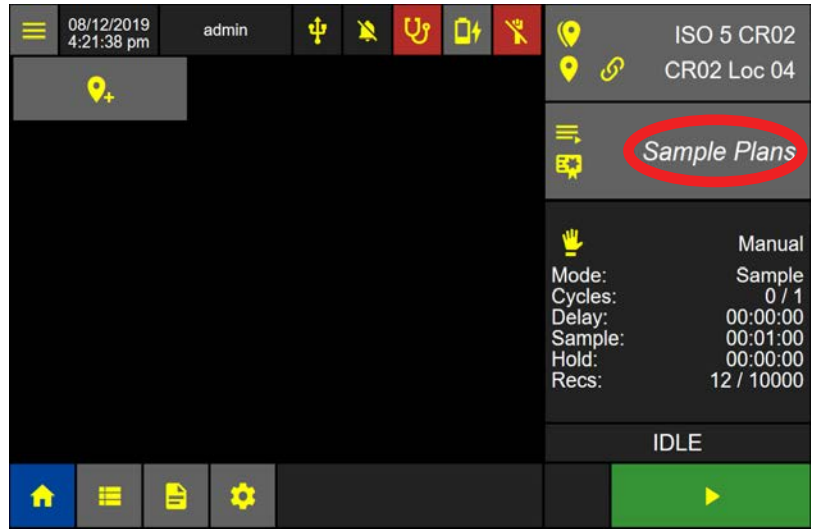 08/12/2019
4:21:38 pm
admin
ISO 5 CR02
CR02 Loc 04
Sample Plans
Manual
Mode: Sample
Cycles: 0 / 1
Delay: 00:00:00
Sample: 00:01:00
Hold: 00:00:00
Recs: 12 / 10000
IDLE